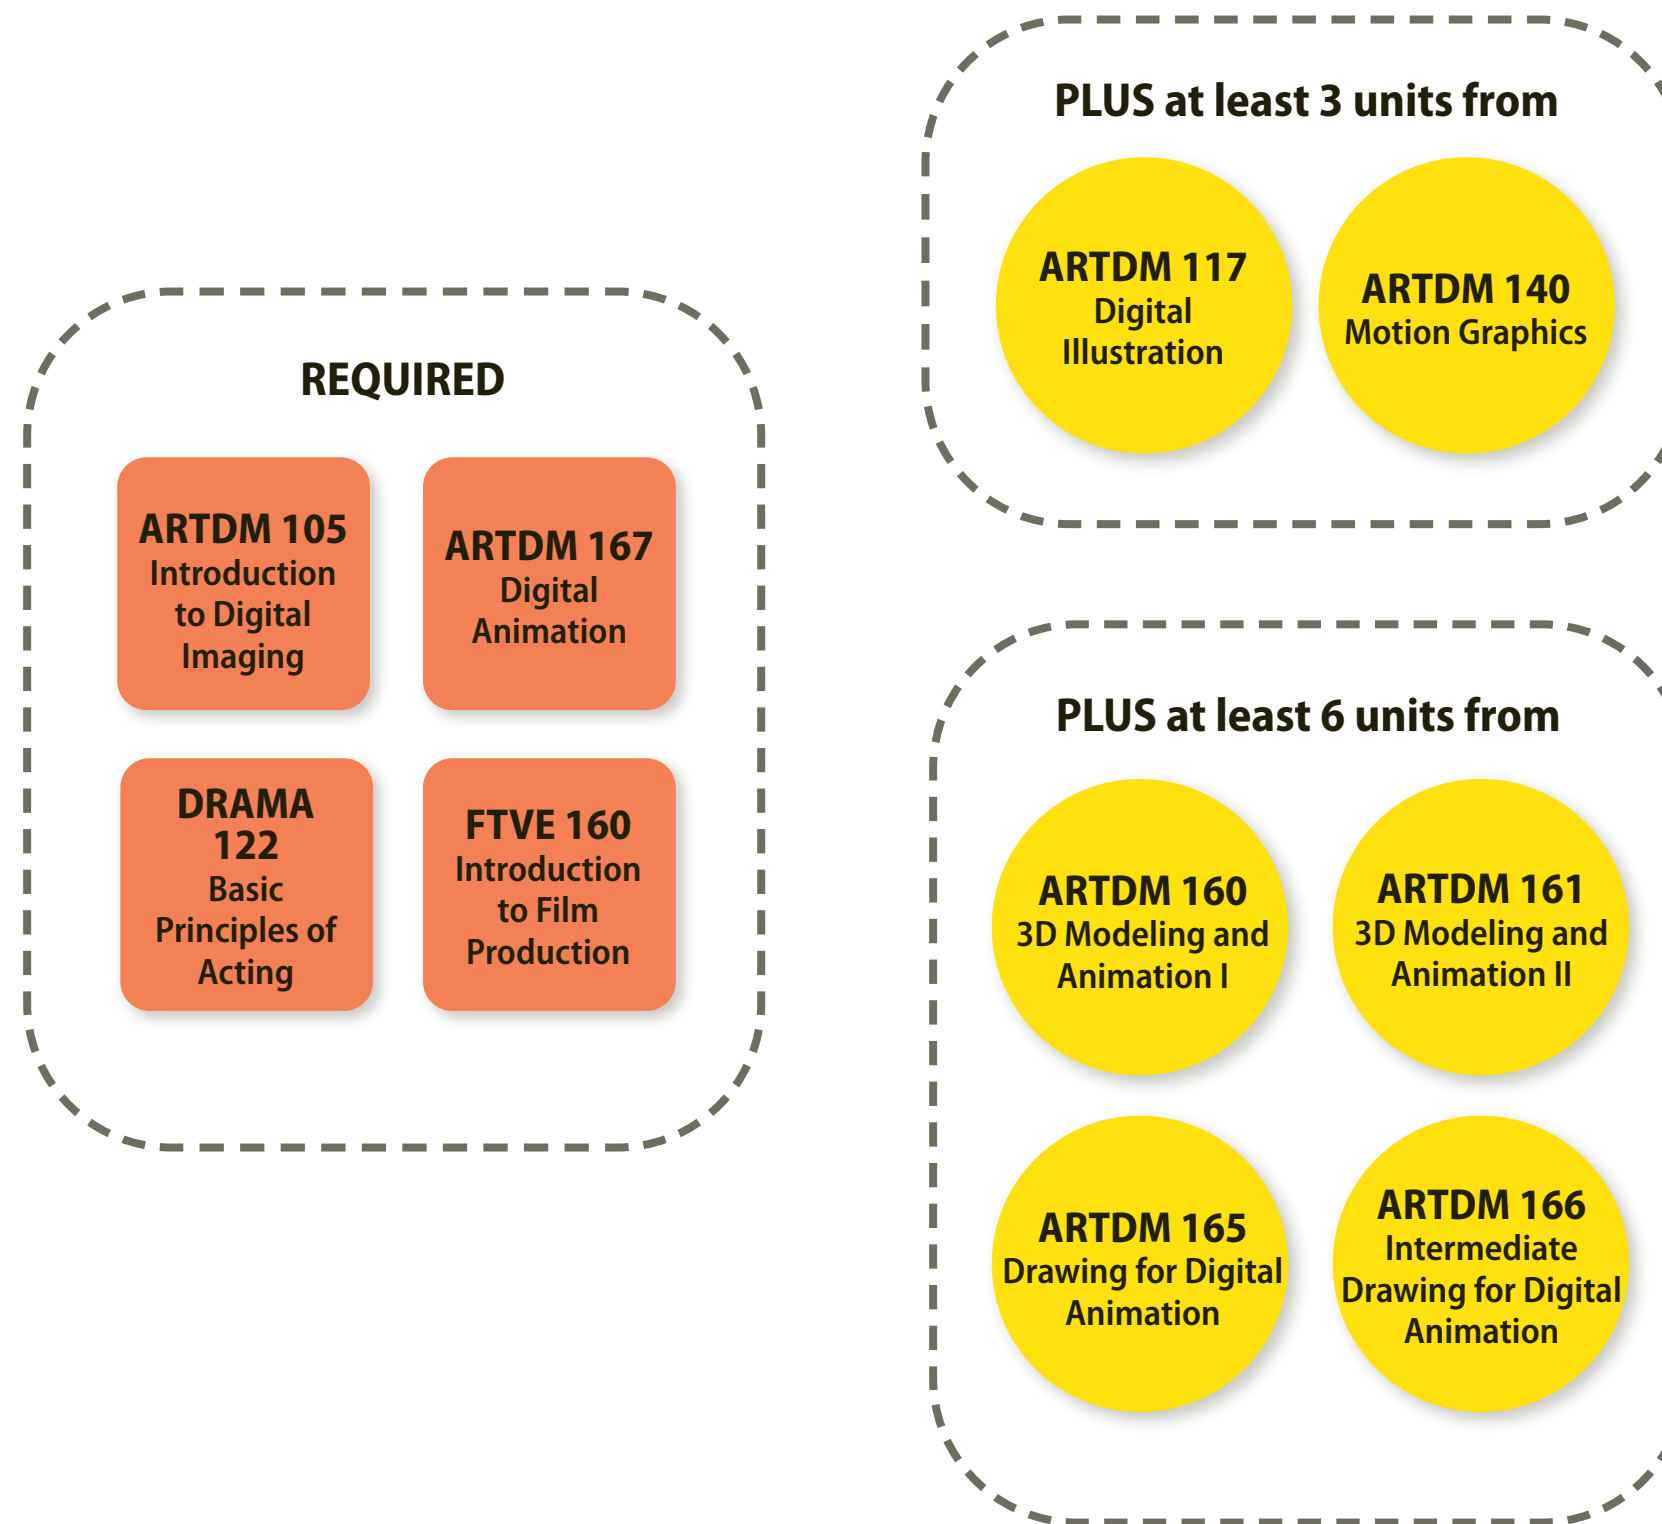 REQUIRED
ARTDM 105
Introduction
to Digital
Imaging
ARTDM 167
Digital
Animation
DRAMA
122
Basic
Principles of
Acting
FTVE 160
Introduction
to Film
Production
PLUS at least 3 units from
ARTDM 117
Digital
Illustration
ARTDM 140
Motion Graphics
PLUS at least 6 units from
ARTDM 160
3D Modeling and
Animation I
ARTDM 161
3D Modeling and
Animation II
ARTDM 165
Drawing for Digital
Animation
ARTDM 166
Intermediate
Drawing for Digital
Animation